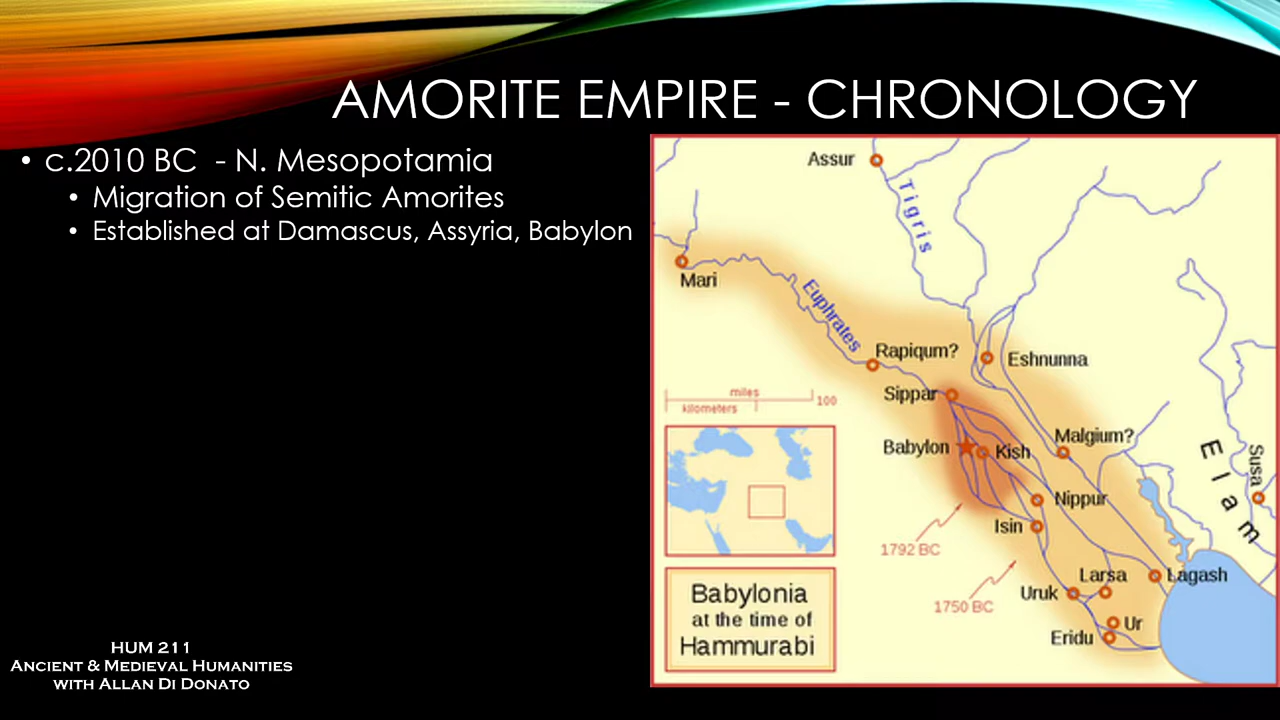 AMORITE EMPIRE - CHRONOLOGY
• c.2010 BC - N. Mesopotamia
• Migration of Semitic Amorites
• Established at Damascus, Assyria, Babylon
Assur
Tigris
Mari
Euphrates
Rapiqum?
Eshnunna
Sippar
miles
kilometers
100
Babylon
Kish
Malgium?
Elam
Susa
Nippur
Isin
1792 BC
Larsa
Lagash
Uruk
1750 BC
Ur
Eridu
Babylonia
at the time of
Hammurabi
HUM 211
Ancient & Medieval Humanities
with Allan Di Donato